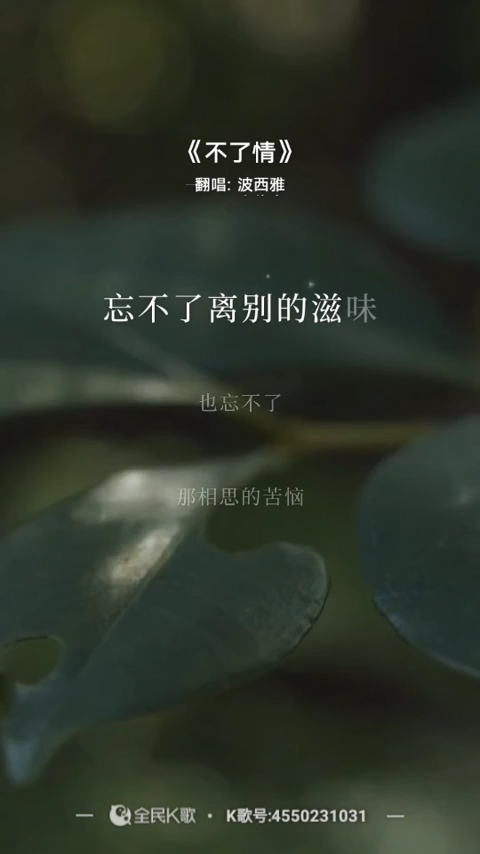 《不了情》
翻唱: 波西雅
忘不了离别的滋味
也忘不了
那相思的苦恼
全民K歌 · K歌号:4550231031